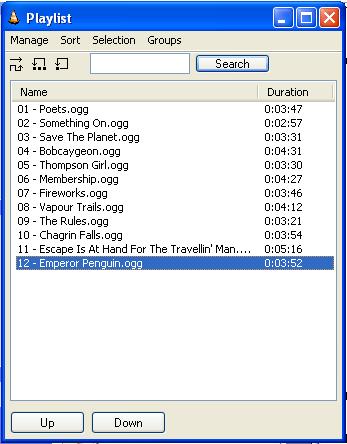 Playlist
Manage Sort Selection Groups
Search
Name Duration
01 - Poets.ogg 0:03:47
02 - Something On.ogg 0:02:57
03 - Save The Planet.ogg 0:03:31
04 - Bobcaygeon.ogg 0:04:31
05 - Thompson Girl.ogg 0:03:30
06 - Membership.ogg 0:04:27
07 - Fireworks.ogg 0:03:46
08 - Vapour Trails.ogg 0:04:12
09 - The Rules.ogg 0:03:21
10 - Chagrin Falls.ogg 0:03:54
11 - Escape Is At Hand For The Travellin' Man.... 0:05:16
12 - Emperor Penguin.ogg 0:03:52
Up Down